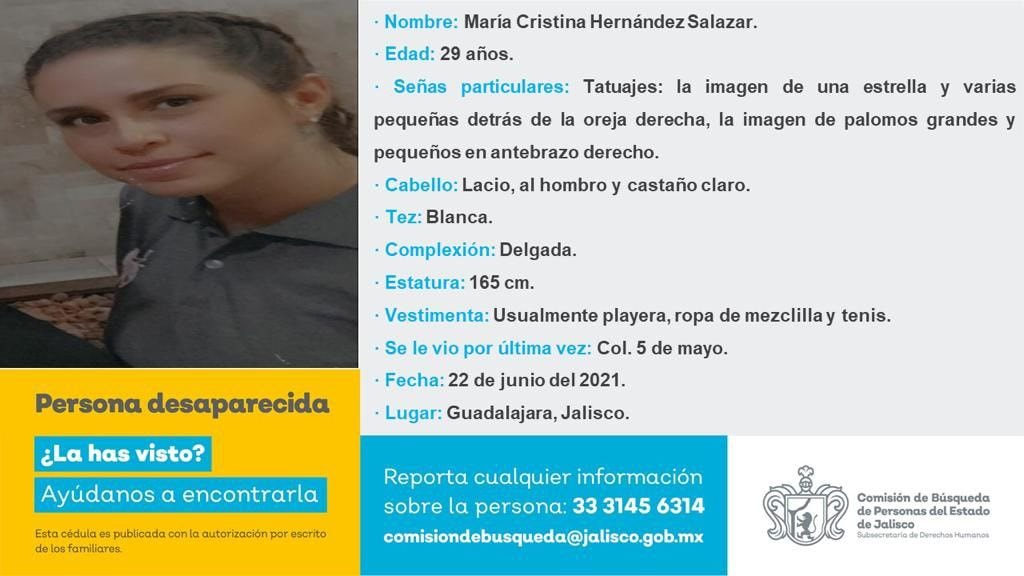 · Nombre: María Cristina Hernández Salazar.
· Edad: 29 años.
· Señas particulares: Tatuajes: la imagen de una estrella y varias
pequeñas detrás de la oreja derecha, la imagen de palomos grandes y
pequeños en antebrazo derecho.
· Cabello: Lacio, al hombro y castaño claro.
· Tez: Blanca.
· Complexión: Delgada.
· Estatura: 165 cm.
· Vestimenta: Usualmente playera, ropa de mezclilla y tenis.
· Se le vio por última vez: Col. 5 de mayo.
· Fecha: 22 de junio del 2021.
· Lugar: Guadalajara, Jalisco.
Persona desaparecida
¿La has visto?
Ayúdanos a encontrarla
Esta cédula es publicada con la autorización por escrito
de los familiares.
Reporta cualquier información
sobre la persona: 33 3145 6314
comisiondebusqueda@jalisco.gob.mx
Comisión de Búsqueda
de Personas del Estado
de Jalisco
Subsecretaría de Derechos Humanos